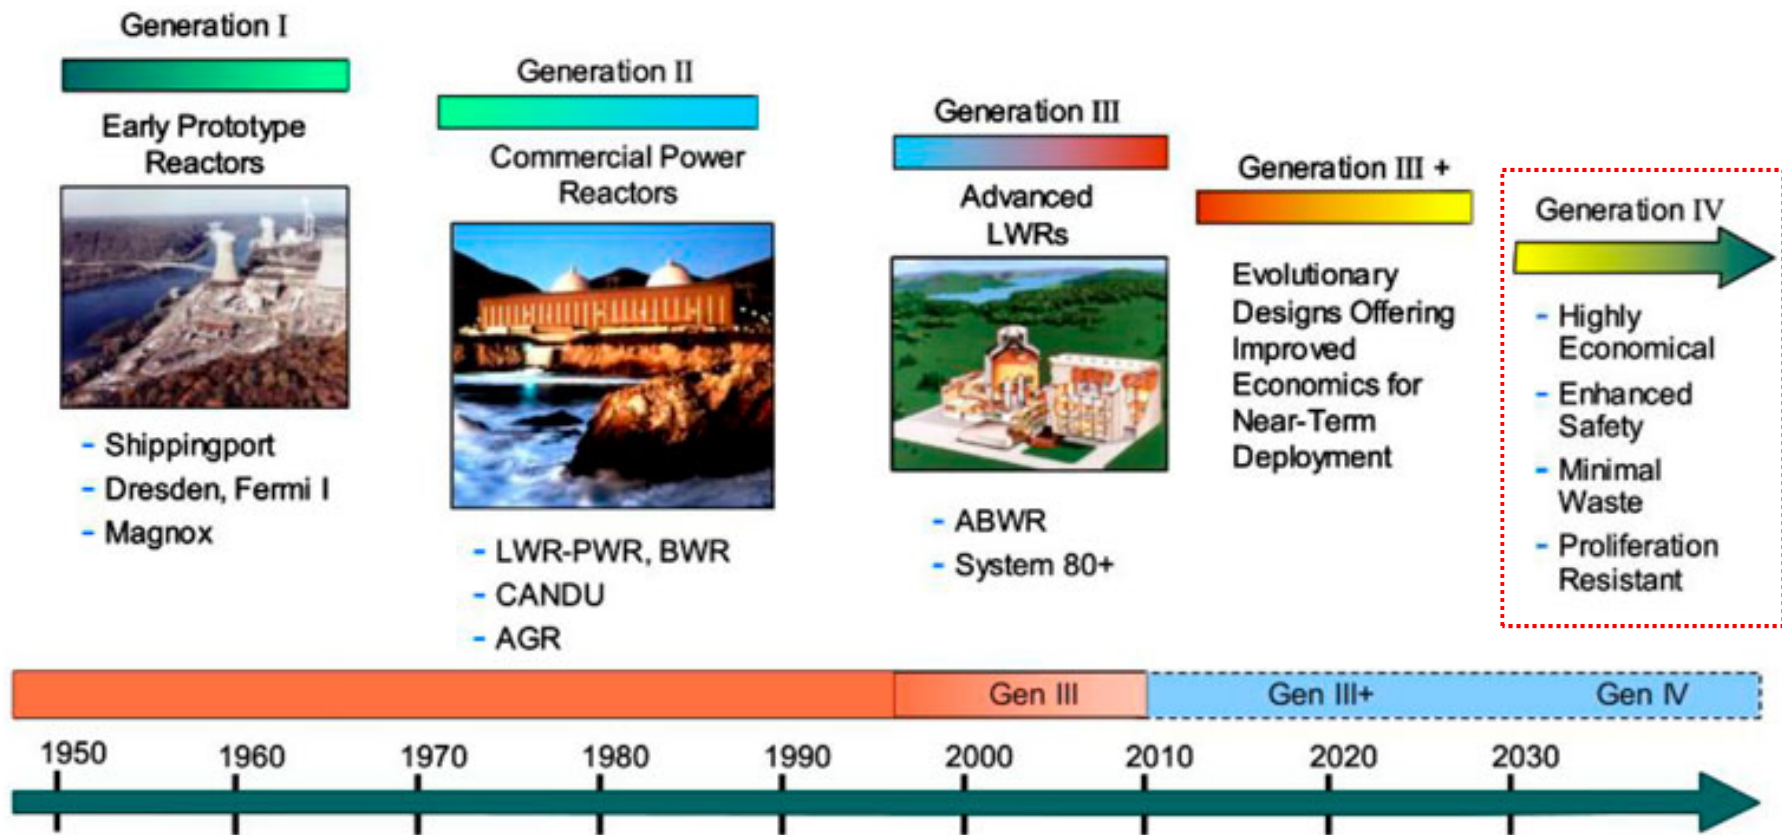 Generation I
Early Prototype
Reactors
- Shippingport
- Dresden, Fermi I
- Magnox
Generation II
Commercial Power
Reactors
- LWR-PWR, BWR
- CANDU
- AGR
Generation III
Advanced
LWRs
- ABWR
- System 80+
Generation III +
Evolutionary
Designs Offering
Improved
Economics for
Near-Term
Deployment
Generation IV
- Highly
Economical
- Enhanced
Safety
- Minimal
Waste
- Proliferation
Resistant
Gen III
Gen III+
Gen IV
1950
1960
1970
1980
1990
2000
2010
2020
2030